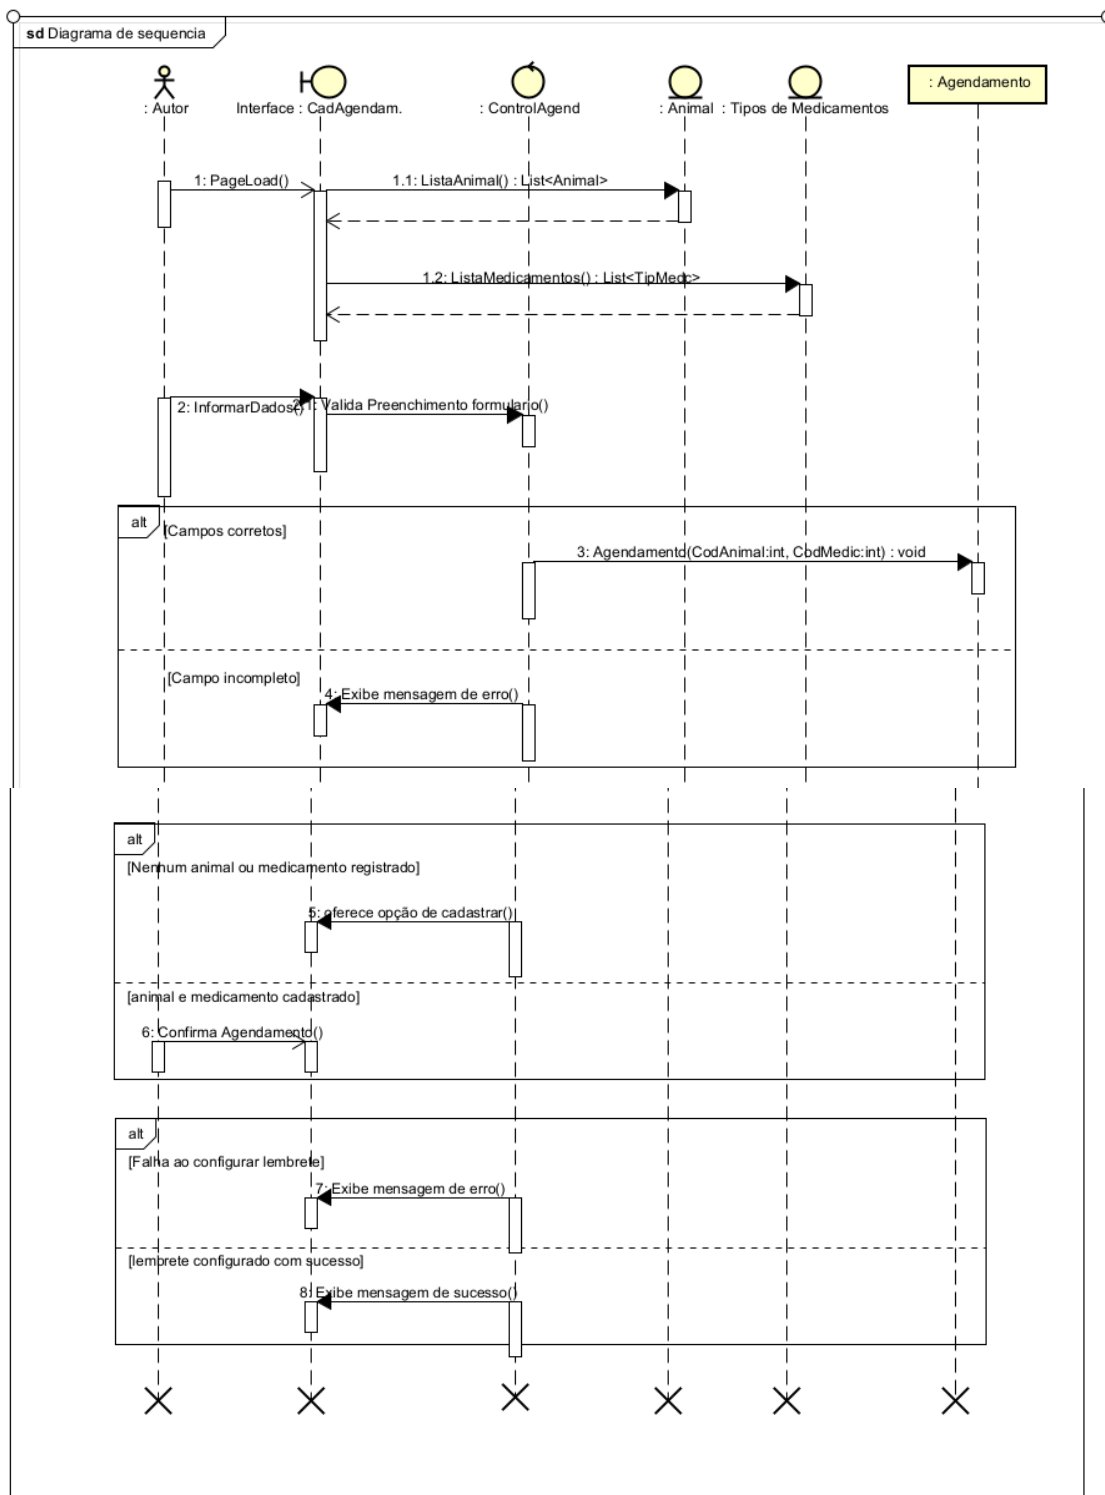 sd Diagrama de sequencia
: Autor
Interface : CadAgendam.
: ControlAgend
: Animal
: Tipos de Medicamentos
: Agendamento
1: PageLoad()
1.1: ListaAnimal() : List<Animal>
1.2: ListaMedicamentos() : List<TipMedc>
2: InformarDados()
2.1: Valida Preenchimento formulario()
alt
[Campos corretos]
3: Agendamento(CodAnimal:int, CodMedic:int) : void
[Campo incompleto]
4: Exibe mensagem de erro()
alt
[Nenhum animal ou medicamento registrado]
5: oferece opção de cadastrar()
[animal e medicamento cadastrado]
6: Confirma Agendamento()
alt
[Falha ao configurar lembrete]
7: Exibe mensagem de erro()
[lembrete configurado com sucesso]
8: Exibe mensagem de sucesso()